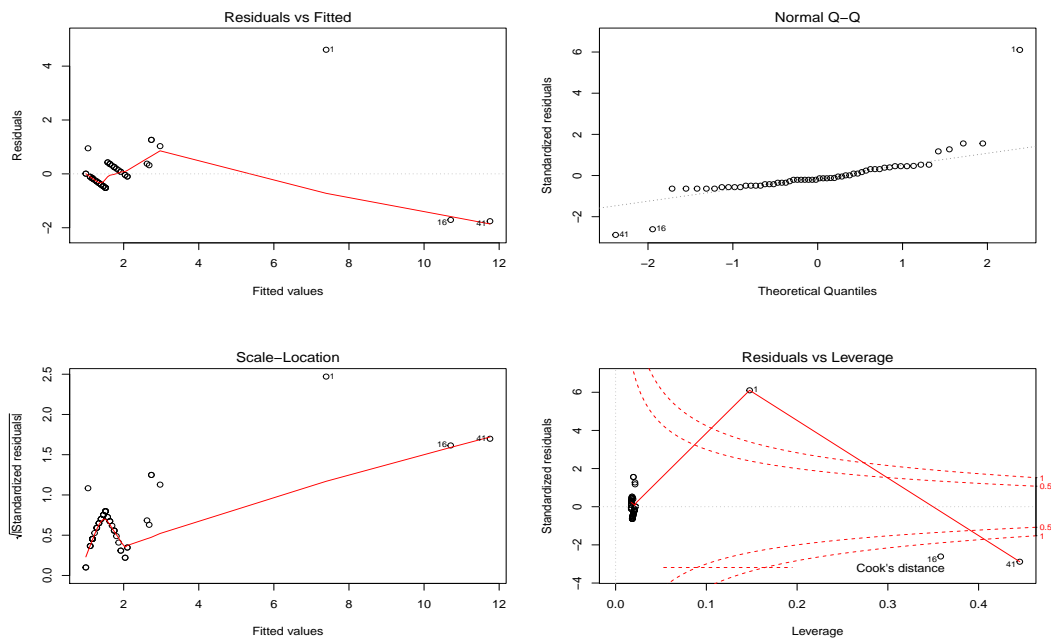 Residuals vs Fitted
Residuals
4
2
0
−2
1
16
41
2 4 6 8 10 12
Fitted values
Normal Q−Q
Standardized residuals
6
4
2
0
−2
1
41
16
−2 −1 0 1 2
Theoretical Quantiles
Scale−Location
√|Standardized residuals|
2.5
2.0
1.5
1.0
0.5
0.0
1
16
41
2 4 6 8 10 12
Fitted values
Residuals vs Leverage
Standardized residuals
6
4
2
0
−2
−4
1
1
0.5
0.5
1
16
41
Cook's distance
0.0 0.1 0.2 0.3 0.4
Leverage